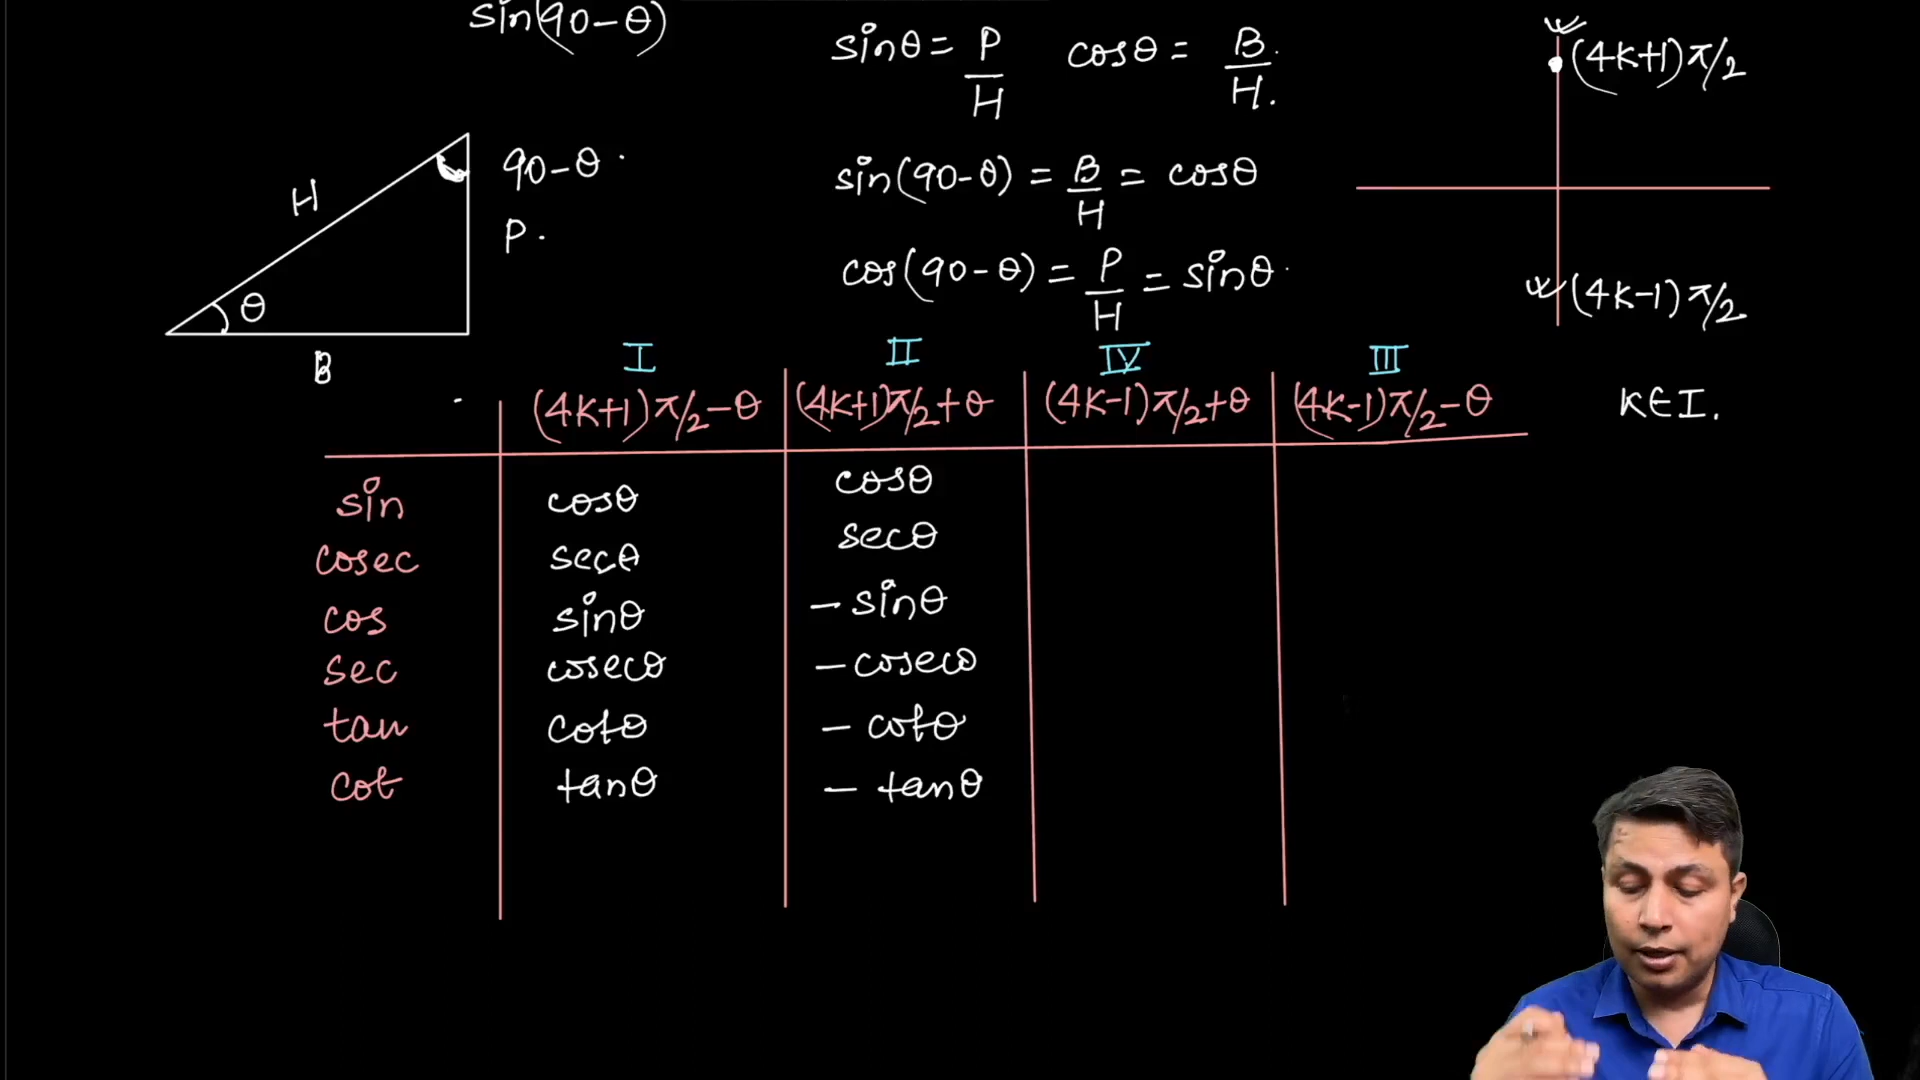 sin(90-θ)
sinθ = P/H cosθ = B/H.
(4K+1)π/2
H
90-θ
P.
θ
B
sin(90-θ) = B/H = cosθ
cos(90-θ) = P/H = sinθ
(4K-1)π/2
I II IV III
(4K+1)π/2-θ (4K+1)π/2+θ (4K-1)π/2+θ (4K-1)π/2-θ K∈I.
sin cosθ cosθ
cosec secθ secθ
cos sinθ -sinθ
sec cosecθ -cosecθ
tan cotθ -cotθ
cot tanθ -tanθ